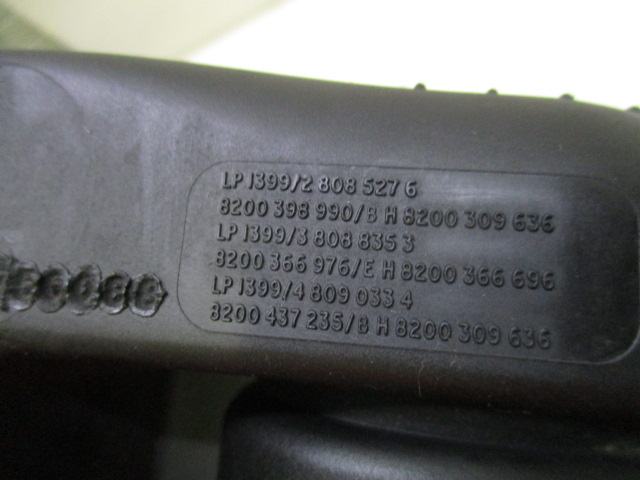 LP 1399/2 808 527 6
8200 398 990/B H 8200 309 636
LP 1399/3 808 835 3
8200 366 976/E H 8200 366 696
LP 1399/4 809 033 4
8200 437 235/B H 8200 309 636